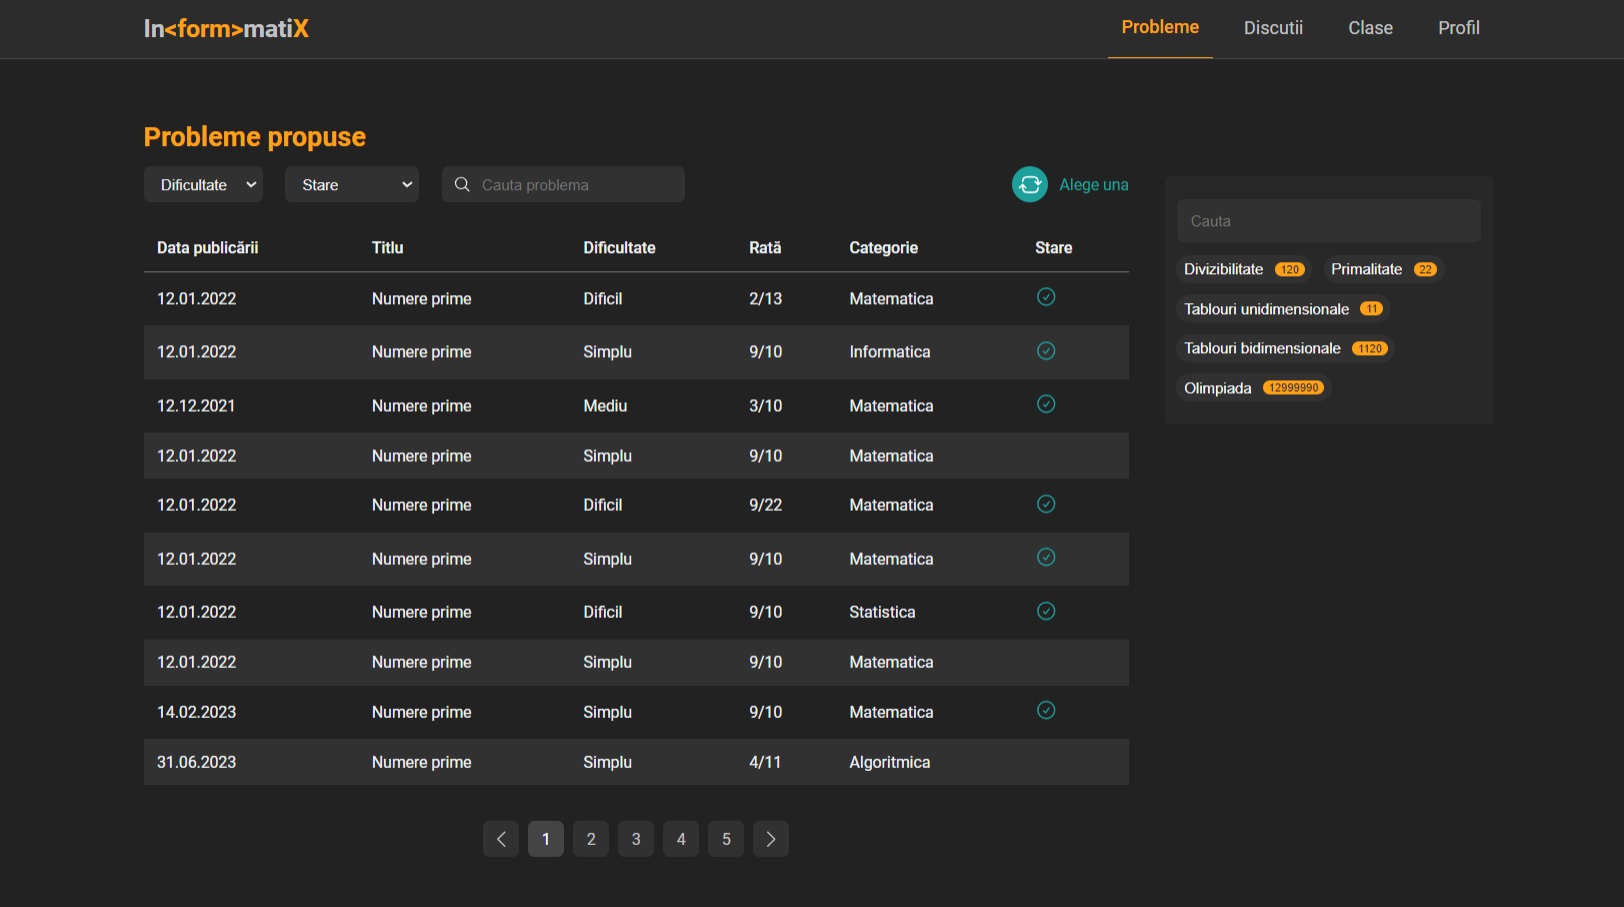 In<form>matiX Probleme Discutii Clase Profil
Probleme propuse
Dificultate Stare Cauta problema Alege una
Data publicării Titlu Dificultate Rată Categorie Stare
12.01.2022 Numere prime Dificil 2/13 Matematica
12.01.2022 Numere prime Simplu 9/10 Informatica
12.12.2021 Numere prime Mediu 3/10 Matematica
12.01.2022 Numere prime Simplu 9/10 Matematica
12.01.2022 Numere prime Dificil 9/22 Matematica
12.01.2022 Numere prime Simplu 9/10 Matematica
12.01.2022 Numere prime Dificil 9/10 Statistica
12.01.2022 Numere prime Simplu 9/10 Matematica
14.02.2023 Numere prime Simplu 9/10 Matematica
31.06.2023 Numere prime Simplu 4/11 Algoritmica
1 2 3 4 5
Cauta
Divizibilitate 120 Primalitate 22
Tablouri unidimensionale 11
Tablouri bidimensionale 1120
Olimpiada 12999990